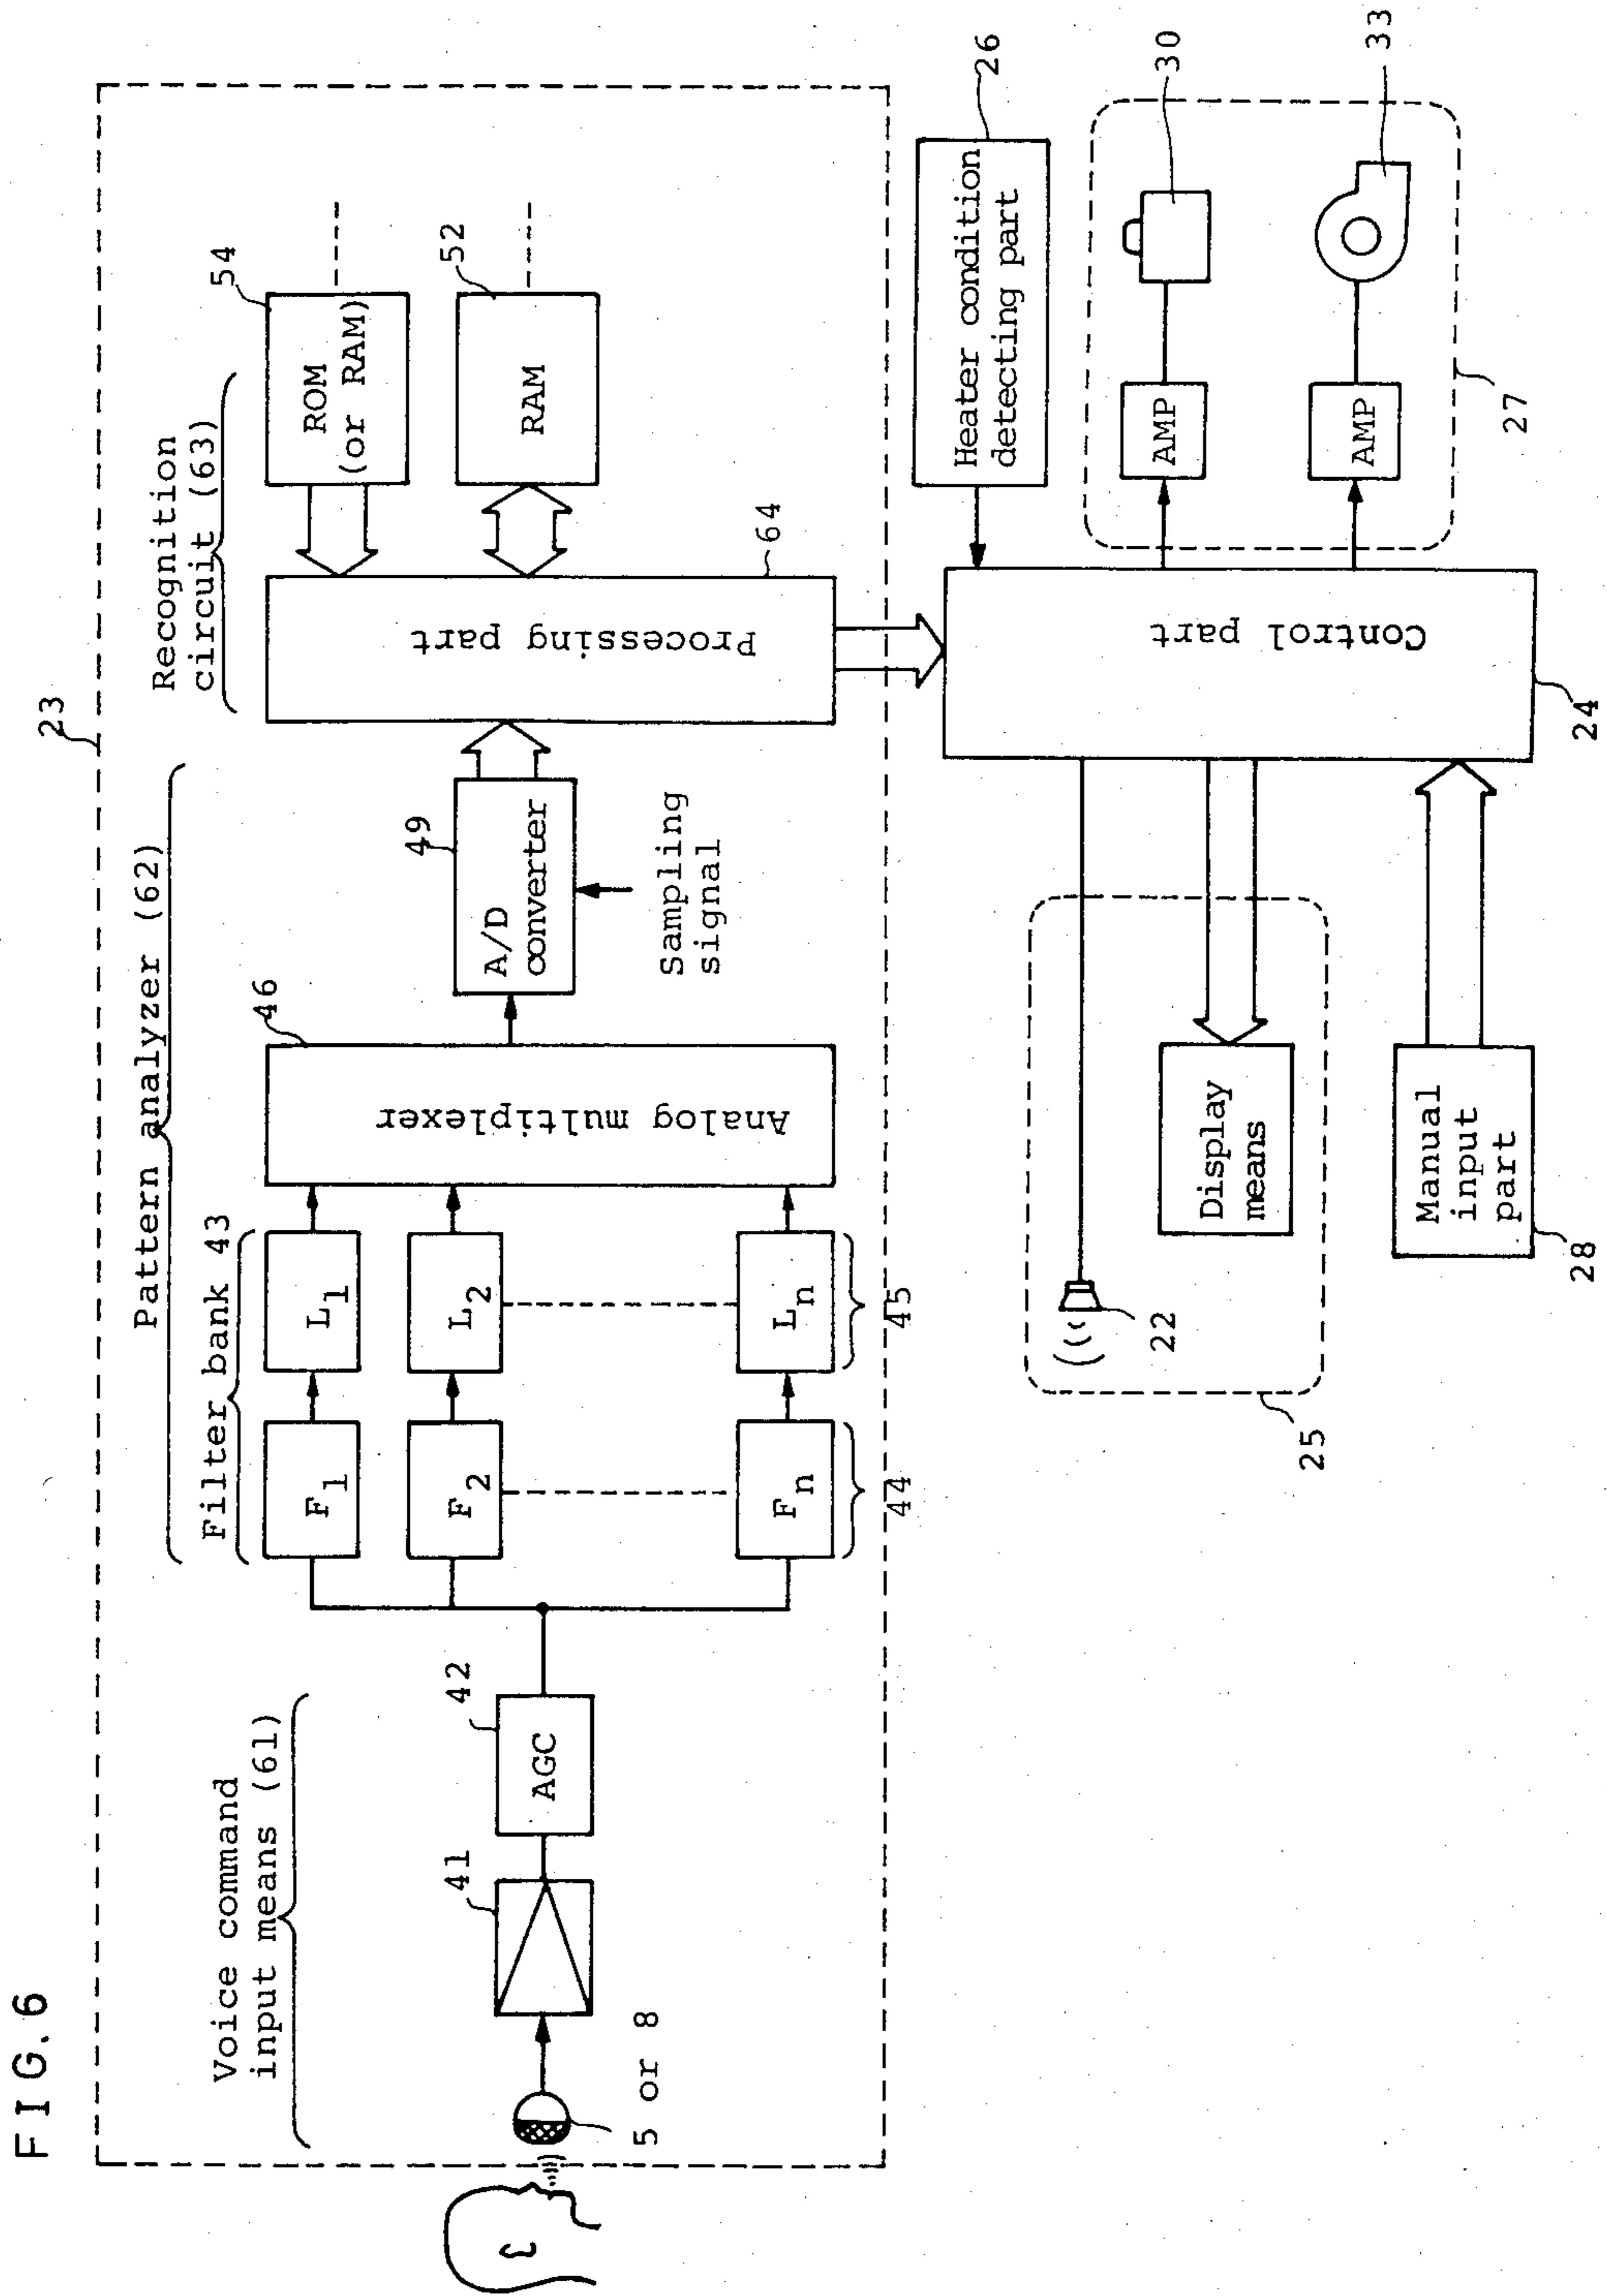 FIG.6
23
Voice command
input means (61)
Pattern analyzer (62)
Recognition
circuit (63)
Filter bank 43
5 or 8
41
42
AGC
F1
L1
F2
L2
Fn
Ln
44
45
46
Analog multiplexer
49
A/D
converter
Sampling
signal
Processing part
64
54
ROM
(or RAM)
52
RAM
Heater condition
detecting part
26
Control part
24
AMP
30
AMP
33
27
22
Display
means
25
Manual
input
part
28